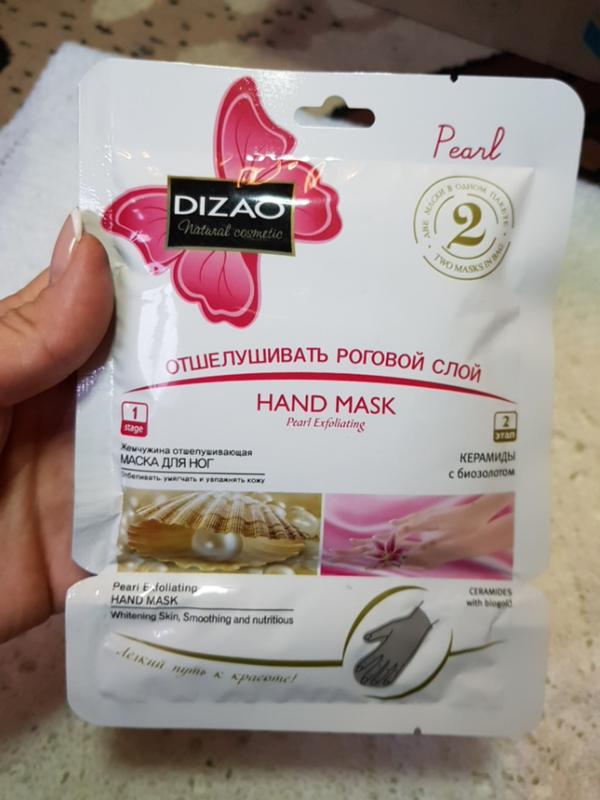 Pearl
DIZAO
Natural cosmetic
ДВЕ МАСКИ В ОДНОМ ПАКЕТЕ
2
TWO MASKS IN BAG
ОТШЕЛУШИВАТЬ РОГОВОЙ СЛОЙ
HAND MASK
Pearl Exfoliating
1
stage
2
этап
Жемчужина отшелушивающая
МАСКА ДЛЯ НОГ
Отбеливать, умягчать и увлажнять кожу
КЕРАМИДЫ
с биозолотом
Pearl Exfoliating
HAND MASK
Whitening Skin, Smoothing and nutritious
CERAMIDES
with biogold
Легкий путь к красоте!